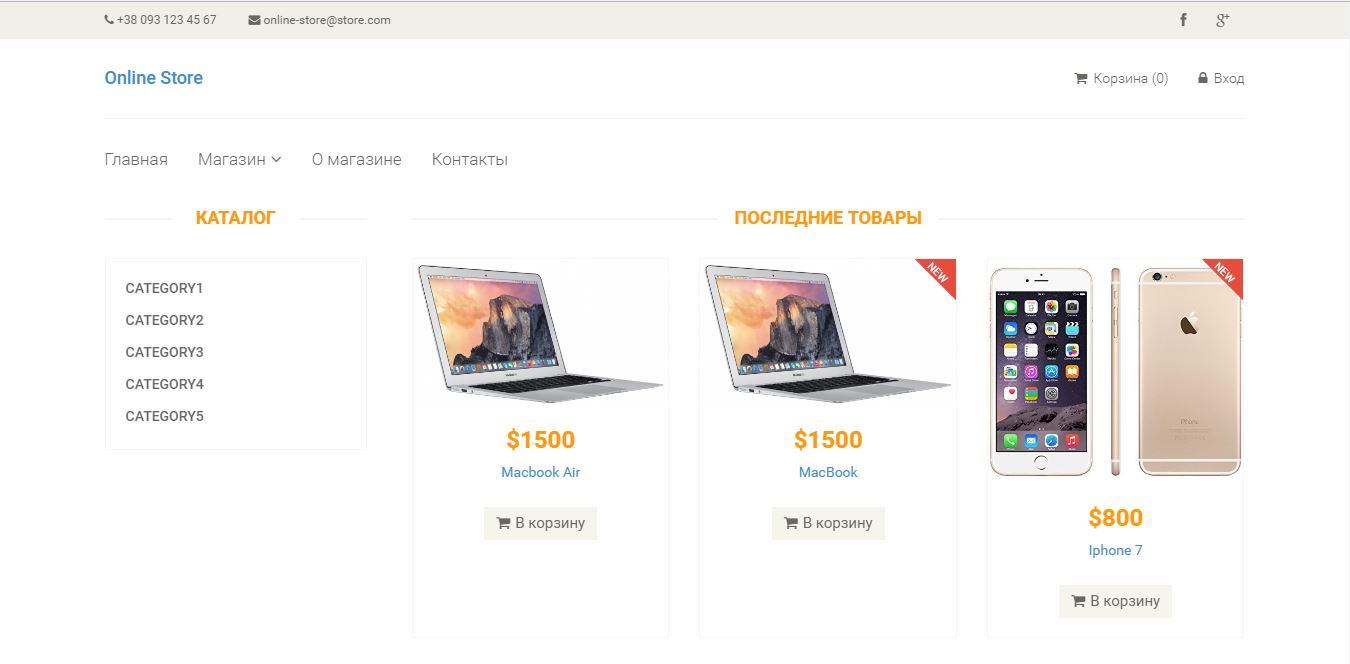 +38 093 123 45 67 online-store@store.com
Online Store Корзина (0) Вход
Главная Магазин О магазине Контакты
КАТАЛОГ
CATEGORY1
CATEGORY2
CATEGORY3
CATEGORY4
CATEGORY5
ПОСЛЕДНИЕ ТОВАРЫ
$1500
Macbook Air
В корзину
NEW
$1500
MacBook
В корзину
NEW
iPhone
$800
Iphone 7
В корзину